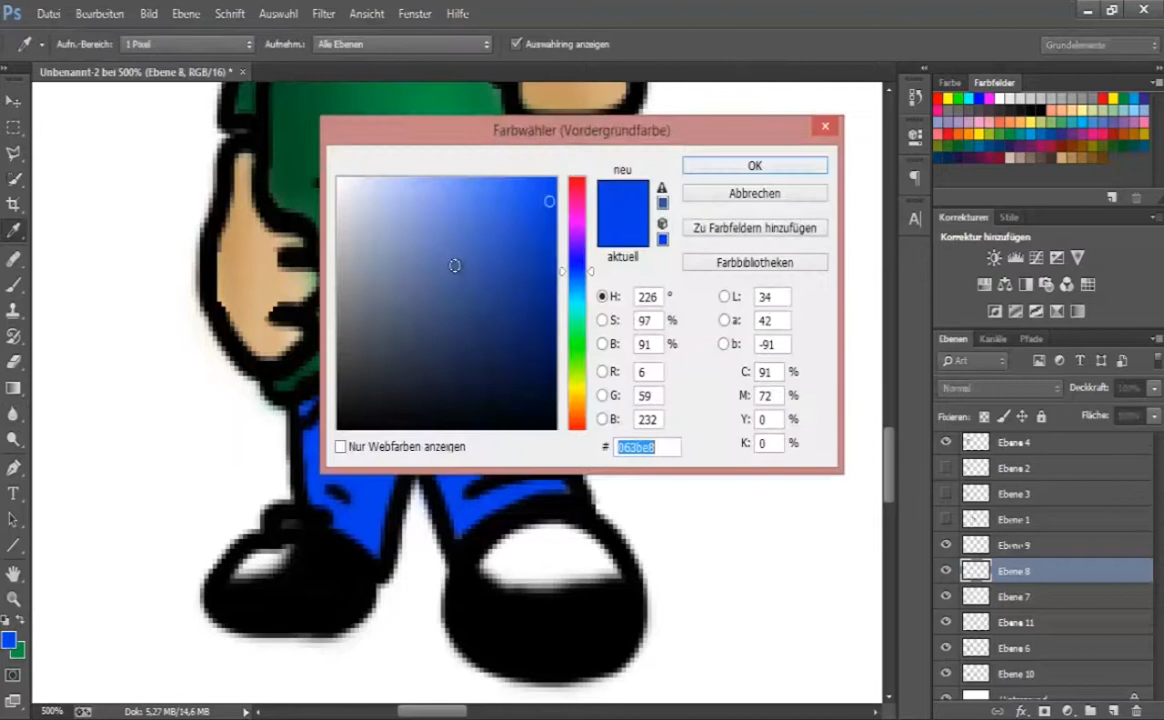 Ps Datei Bearbeiten Bild Ebene Schrift Auswahl Filter Ansicht Fenster Hilfe
Aufn.-Bereich: 1 Pixel Aufnehm.: Alle Ebenen Auswahlring anzeigen Grundelemente
Unbenannt-2 bei 500% (Ebene 8, RGB/16) *
Farbe Farbfelder
Farbwähler (Vordergrundfarbe)
neu
OK
Abbrechen
Zu Farbfeldern hinzufügen
aktuell
Farbbibliotheken
H: 226 ° L: 34
S: 97 % a: 42
B: 91 % b: -91
R: 6 C: 91 %
G: 59 M: 72 %
B: 232 Y: 0 %
K: 0 %
Nur Webfarben anzeigen # 063be8
Korrekturen Stile
Korrektur hinzufügen
Ebenen Kanäle Pfade
Art
Normal Deckkraft: 100%
Fixieren: Fläche:
Ebene 4
Ebene 2
Ebene 3
Ebene 1
Ebene 9
Ebene 8
Ebene 7
Ebene 11
Ebene 6
Ebene 10
500% Dok: 5,27 MB/14,6 MB